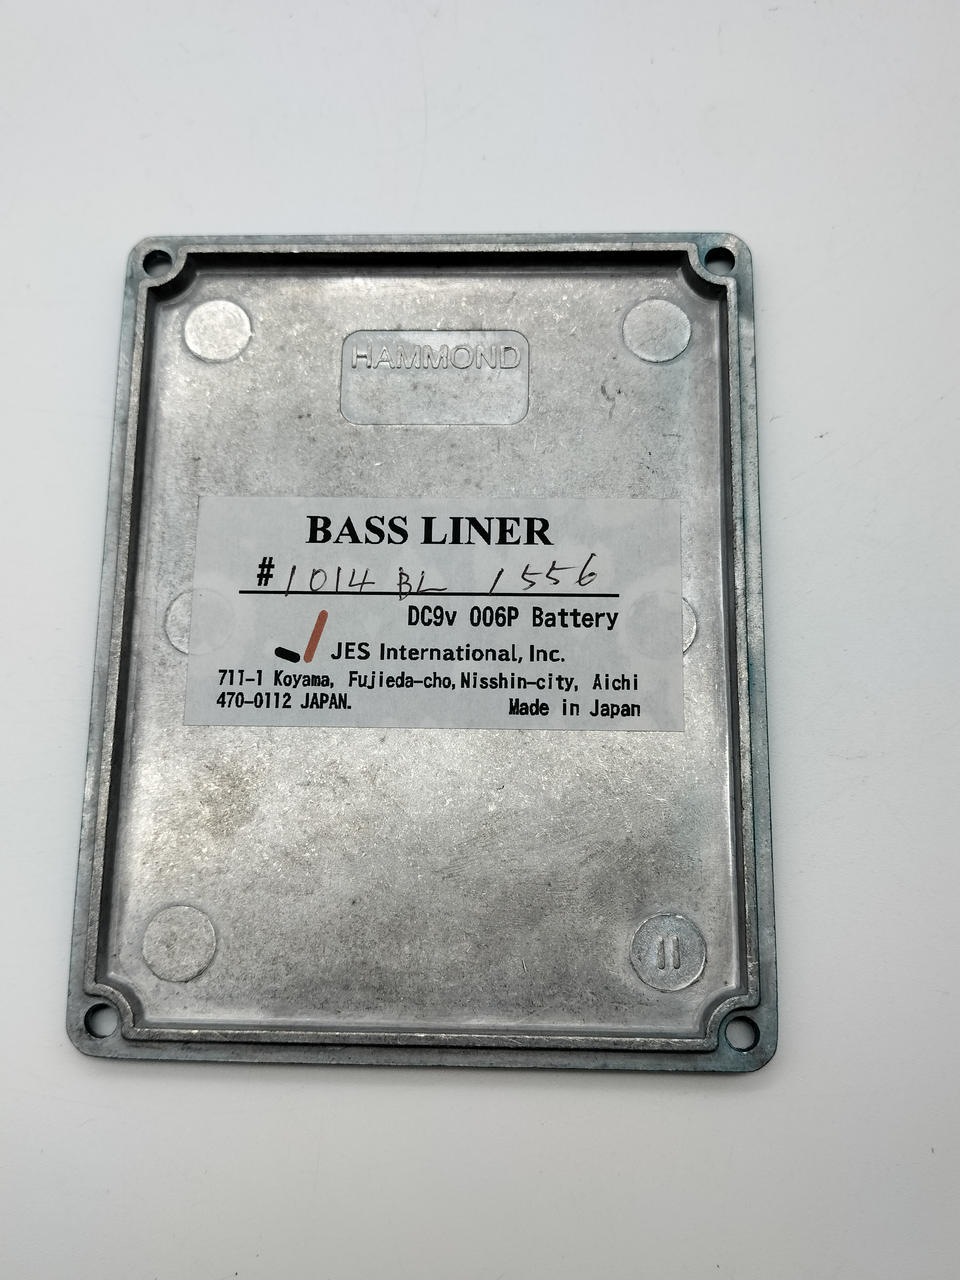 HAMMOND
BASS LINER
# 1014 BL 1556
DC9v 006P Battery
JES International, Inc.
711-1 Koyama, Fujieda-cho, Nisshin-city, Aichi
470-0112 JAPAN. Made in Japan
11